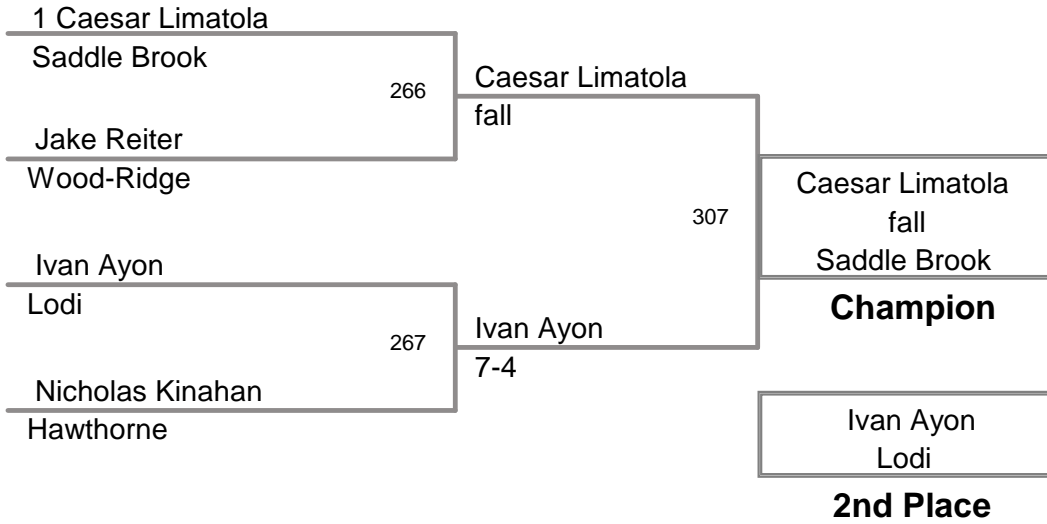 1 Caesar Limatola
Saddle Brook
266
Jake Reiter
Wood-Ridge
Caesar Limatola
fall
Ivan Ayon
Lodi
267
Nicholas Kinahan
Hawthorne
Ivan Ayon
7-4
307
Caesar Limatola
fall
Saddle Brook
Champion
Ivan Ayon
Lodi
2nd Place